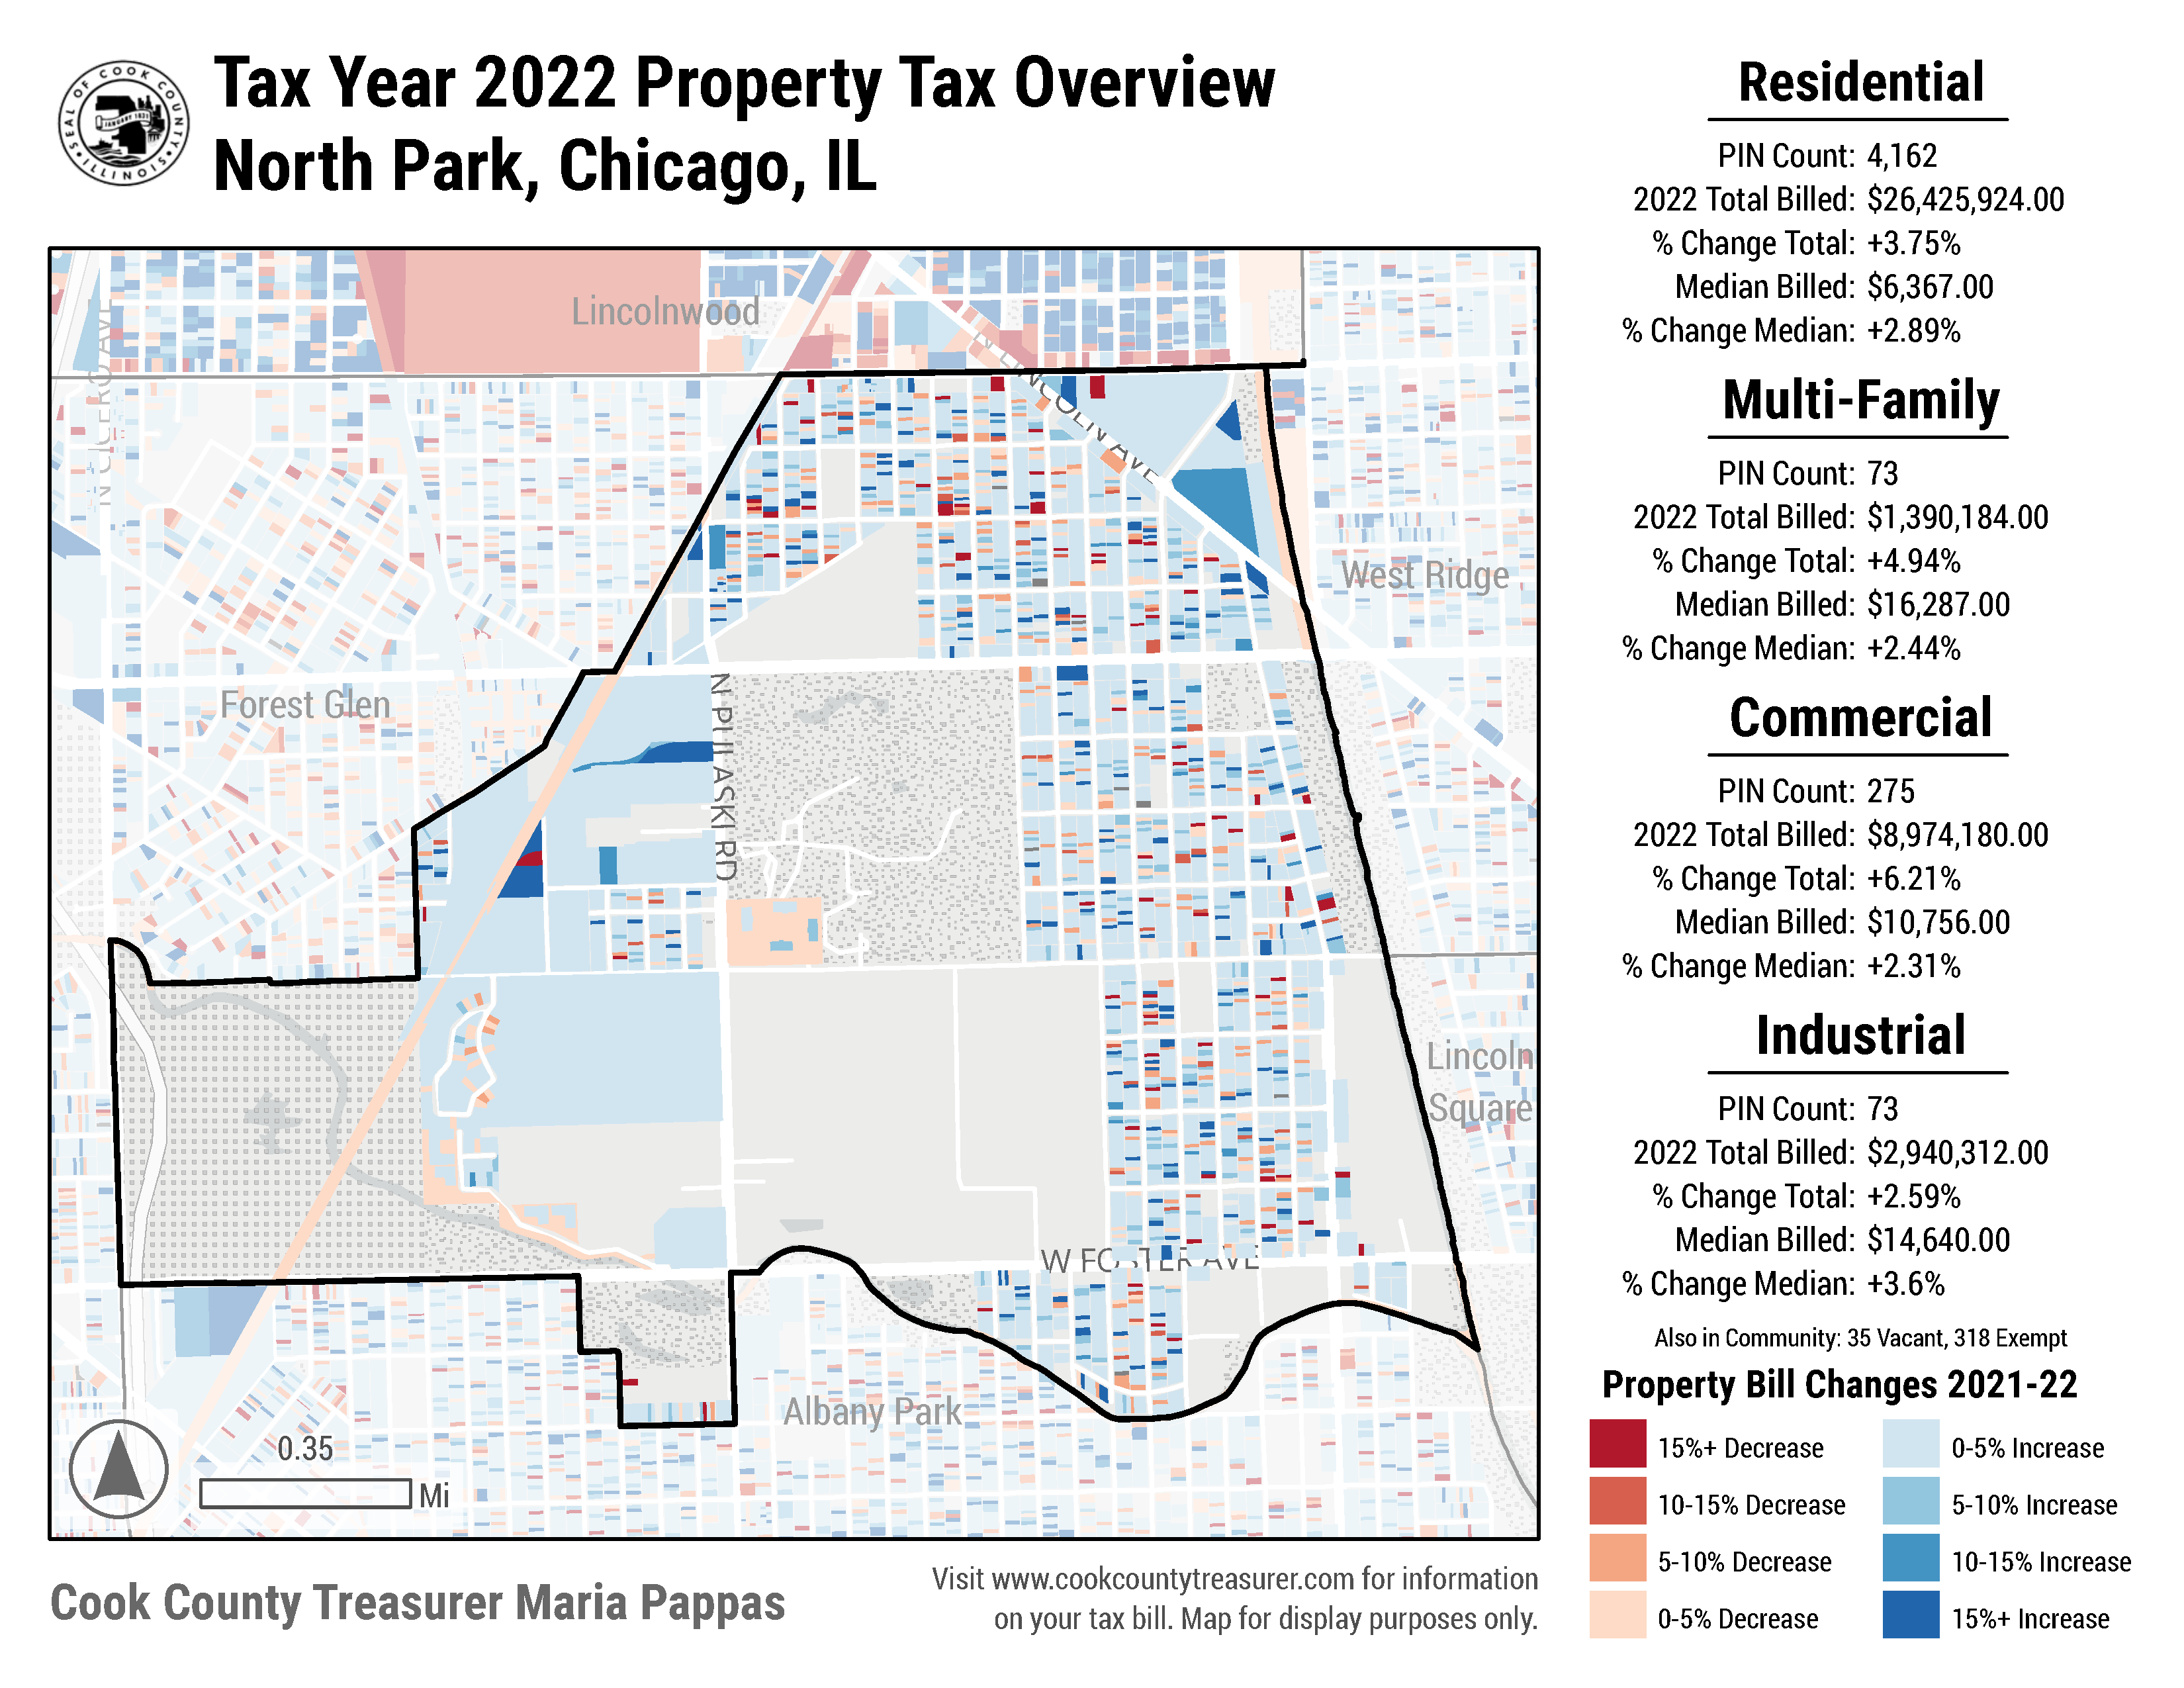 SEAL OF COOK COUNTY
ILLINOIS
JANUARY 1831
Tax Year 2022 Property Tax Overview
North Park, Chicago, IL
Lincolnwood
N CICERO AVE
N LINCOLN AVE
West Ridge
Forest Glen
N PULASKI RD
Lincoln
Square
W FOSTER AVE
Albany Park
0.35
Mi
Cook County Treasurer Maria Pappas
Visit www.cookcountytreasurer.com for information
on your tax bill. Map for display purposes only.
Residential
PIN Count: 4,162
2022 Total Billed: $26,425,924.00
% Change Total: +3.75%
Median Billed: $6,367.00
% Change Median: +2.89%
Multi-Family
PIN Count: 73
2022 Total Billed: $1,390,184.00
% Change Total: +4.94%
Median Billed: $16,287.00
% Change Median: +2.44%
Commercial
PIN Count: 275
2022 Total Billed: $8,974,180.00
% Change Total: +6.21%
Median Billed: $10,756.00
% Change Median: +2.31%
Industrial
PIN Count: 73
2022 Total Billed: $2,940,312.00
% Change Total: +2.59%
Median Billed: $14,640.00
% Change Median: +3.6%
Also in Community: 35 Vacant, 318 Exempt
Property Bill Changes 2021-22
15%+ Decrease
10-15% Decrease
5-10% Decrease
0-5% Decrease
0-5% Increase
5-10% Increase
10-15% Increase
15%+ Increase